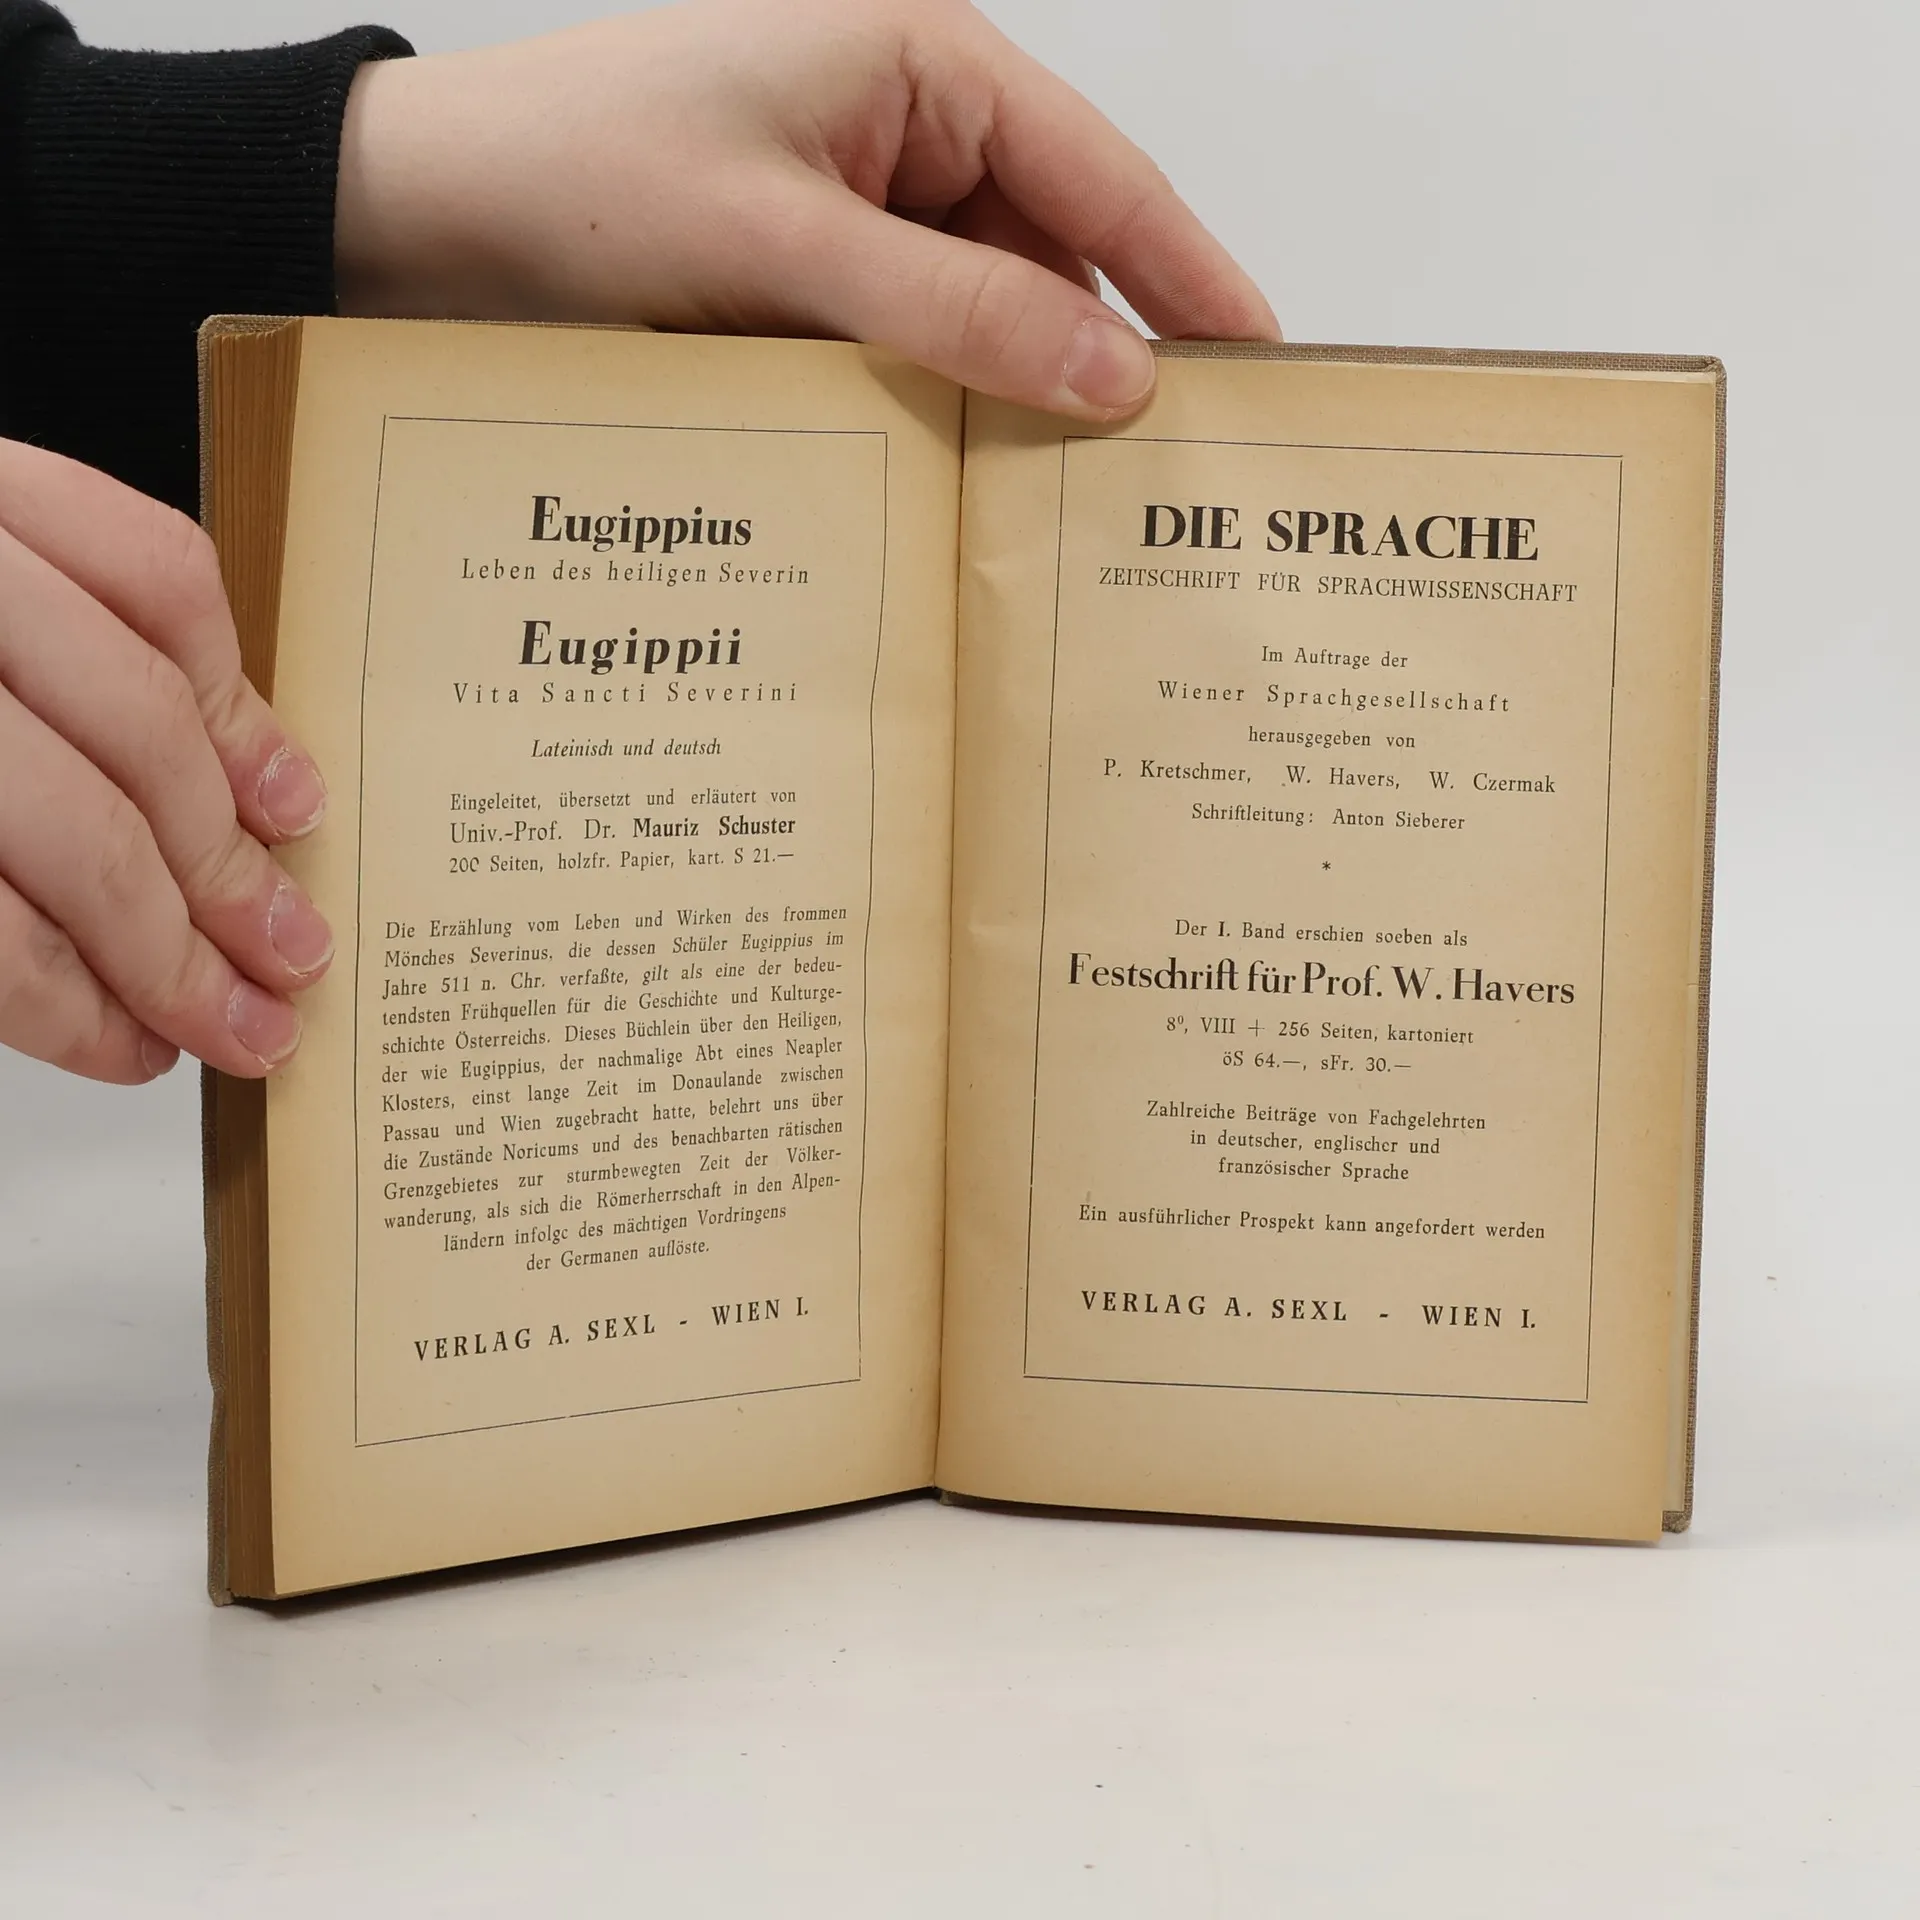 Eugippius
Leben des heiligen Severin
Eugippii
Vita Sancti Severini
Lateinisch und deutsch
Eingeleitet, übersetzt und erläutert von
Univ.-Prof. Dr. Mauriz Schuster
200 Seiten, holzfr. Papier, kart. S 21.—
Die Erzählung vom Leben und Wirken des frommen
Mönches Severinus, die dessen Schüler Eugippius im
Jahre 511 n. Chr. verfaßte, gilt als eine der bedeu-
tendsten Frühquellen für die Geschichte und Kulturge-
schichte Österreichs. Dieses Büchlein über den Heiligen,
der wie Eugippius, der nachmalige Abt eines Neapler
Klosters, einst lange Zeit im Donaulande zwischen
Passau und Wien zugebracht hatte, belehrt uns über
die Zustände Noricums und des benachbarten rätischen
Grenzgebietes zur sturmbewegten Zeit der Völker-
wanderung, als sich die Römerherrschaft in den Alpen-
ländern infolge des mächtigen Vordringens
der Germanen auflöste.
VERLAG A. SEXL - WIEN I.
DIE SPRACHE
ZEITSCHRIFT FÜR SPRACHWISSENSCHAFT
Im Auftrage der
Wiener Sprachgesellschaft
herausgegeben von
P. Kretschmer, W. Havers, W. Czermak
Schriftleitung: Anton Sieberer
*
Der I. Band erschien soeben als
Festschrift für Prof. W. Havers
8⁰, VIII + 256 Seiten, kartoniert
öS 64.—, sFr. 30.—
Zahlreiche Beiträge von Fachgelehrten
in deutscher, englischer und
französischer Sprache
Ein ausführlicher Prospekt kann angefordert werden
VERLAG A. SEXL - WIEN I.